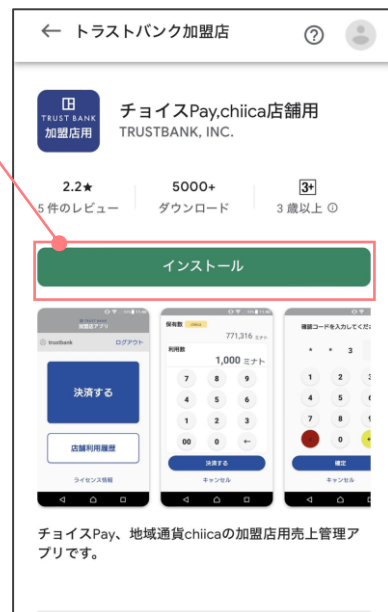 トラストバンク加盟店
TRUST BANK
加盟店用
チョイスPay,chiica店舗用
TRUSTBANK, INC.
2.2★
5 件のレビュー
5000+
ダウンロード
3+
3 歳以上
インストール
加盟店アプリ
trustbank
ログアウト
決済する
店舗利用履歴
ライセンス情報
保有数 chiica
771,316 ミナト
利用数
1,000 ミナト
7 8 9
4 5 6
1 2 3
00 0 ←
決済する
キャンセル
確認コードを入力してくだ
* * 3
1 2
4 5
7 8
0
確定
キャンセル
チョイスPay、地域通貨chiicaの加盟店用売上管理ア
プリです。